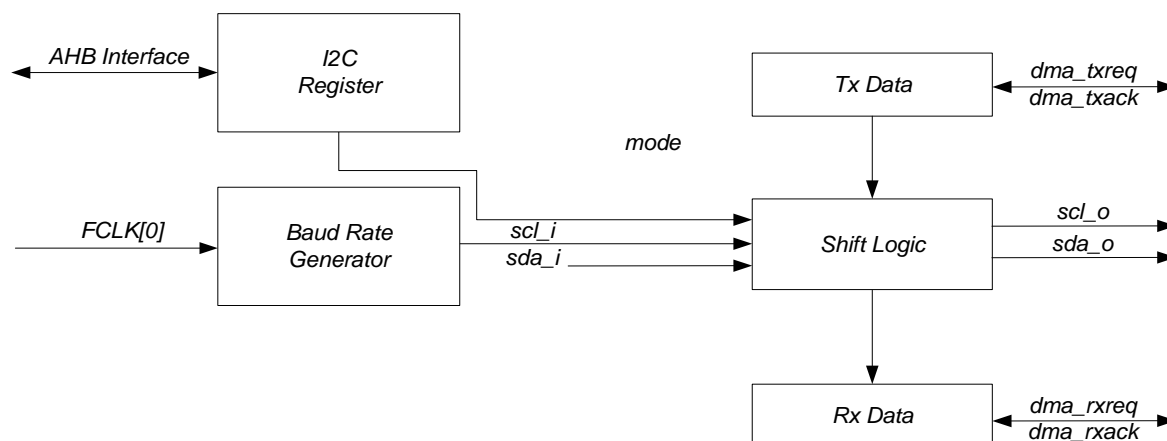 AHB Interface
I2C
Register
Tx Data
dma_txreq
dma_txack
mode
FCLK[0]
Baud Rate
Generator
scl_i
sda_i
Shift Logic
scl_o
sda_o
Rx Data
dma_rxreq
dma_rxack